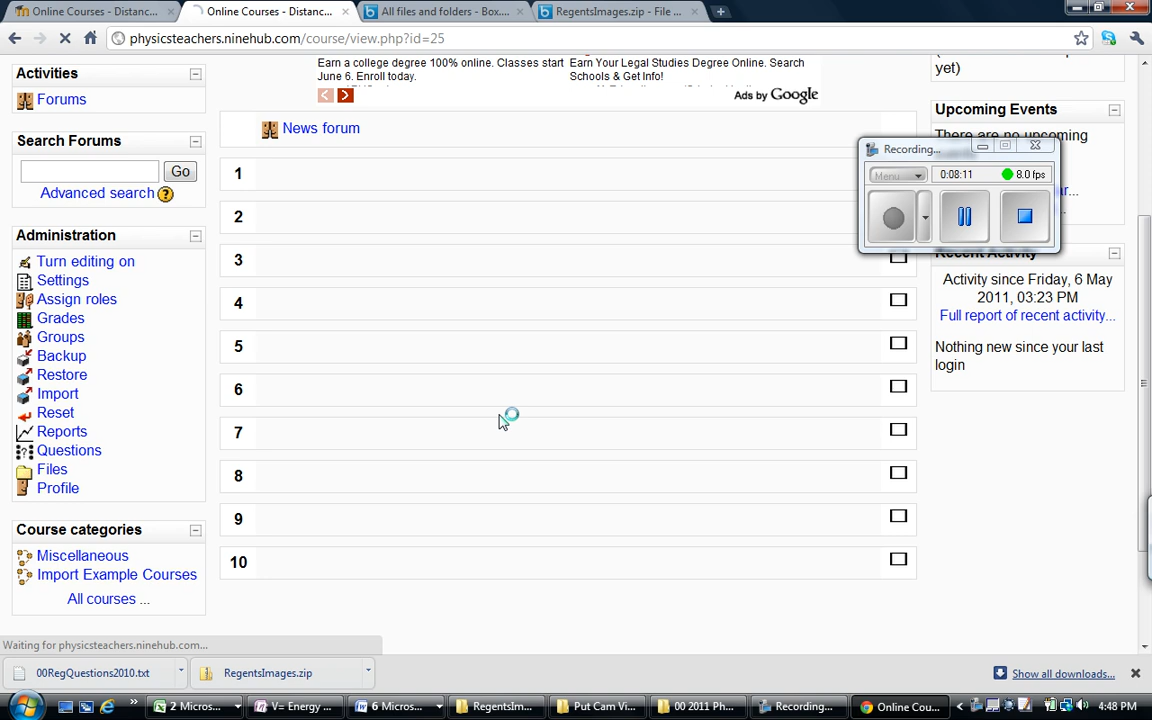 Online Courses - Distanc...
Online Courses - Distanc...
All files and folders - Box....
RegentsImages.zip - File ...
physicsteachers.ninehub.com/course/view.php?id=25
Activities
Forums
Search Forums
Go
Advanced search
Administration
Turn editing on
Settings
Assign roles
Grades
Groups
Backup
Restore
Import
Reset
Reports
Questions
Files
Profile
Course categories
Miscellaneous
Import Example Courses
All courses ...
Earn a college degree 100% online. Classes start June 6. Enroll today.
Earn Your Legal Studies Degree Online. Search Schools & Get Info!
Ads by Google
News forum
1
2
3
4
5
6
7
8
9
10
Recording...
Menu
0:08:11
8.0 fps
yet)
Upcoming Events
There are no upcoming
Activity since Friday, 6 May
2011, 03:23 PM
Full report of recent activity...
Nothing new since your last
login
Waiting for physicsteachers.ninehub.com...
00RegQuestions2010.txt
RegentsImages.zip
Show all downloads...
2 Micros...
V= Energy ...
6 Micros...
RegentsIm...
Put Cam Vi...
00 2011 Ph...
Recording...
Online Cou...
4:48 PM